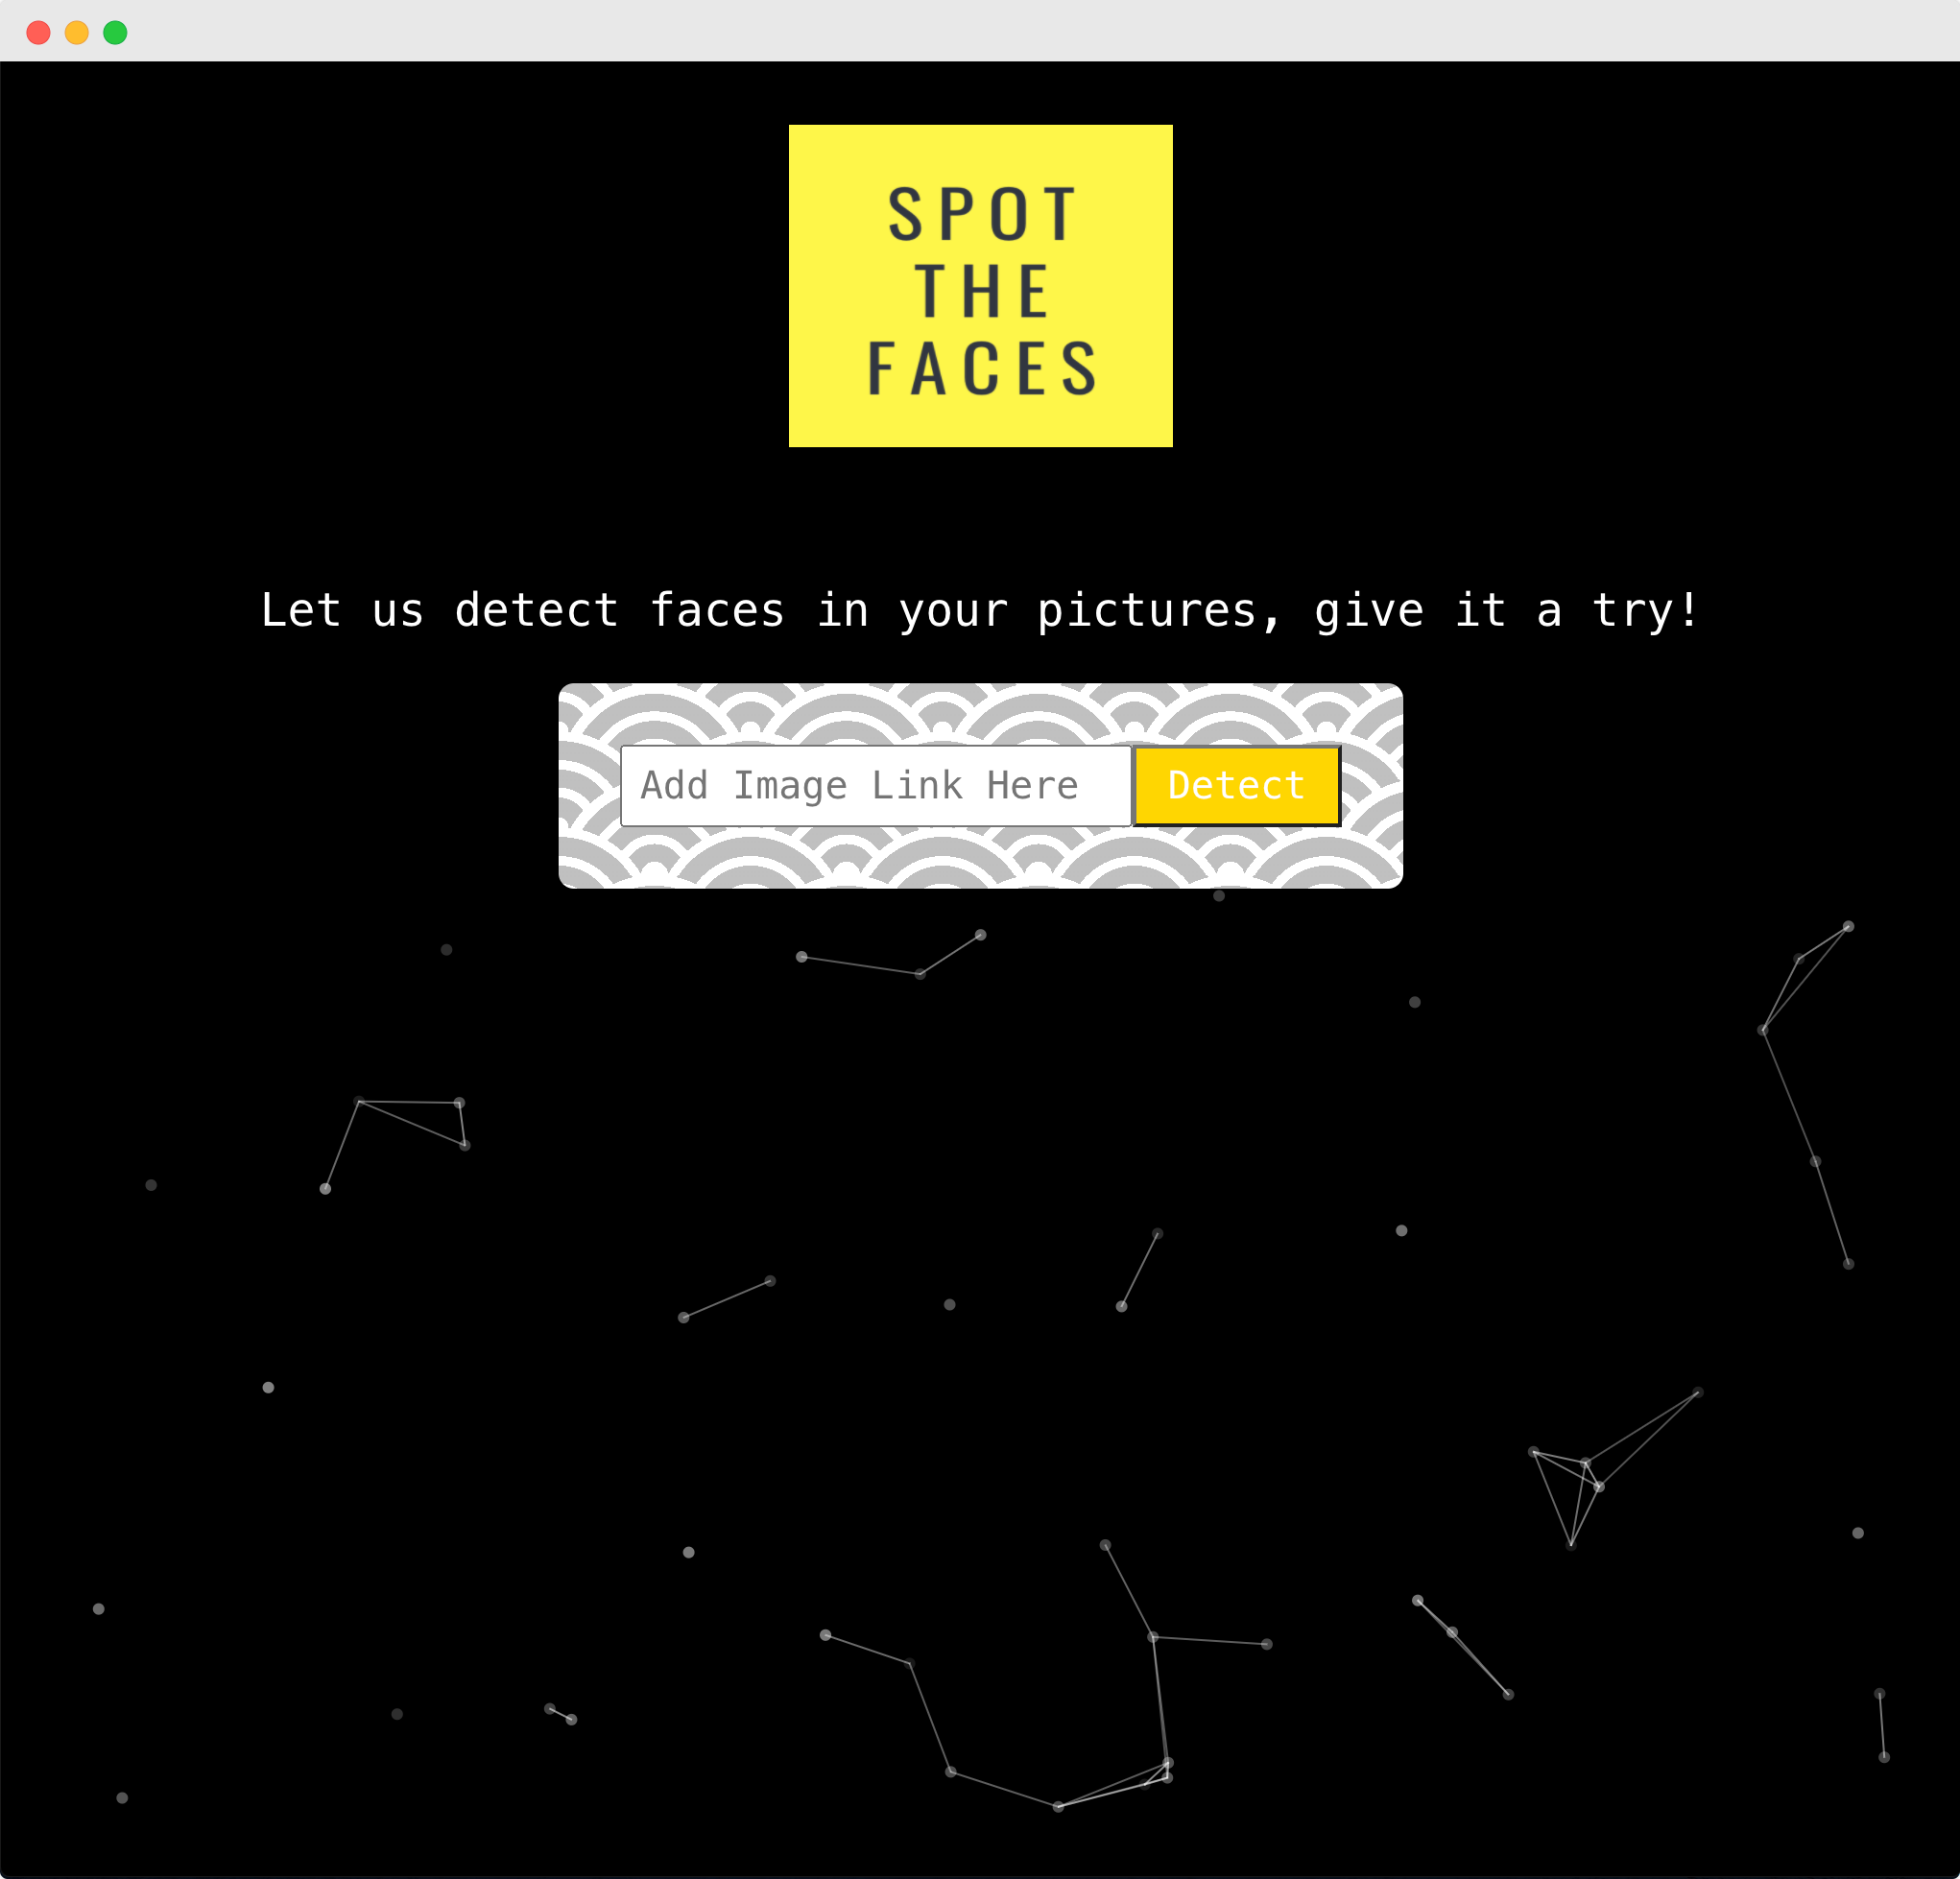 SPOT
THE
FACES
Let us detect faces in your pictures, give it a try!
Add Image Link Here
Detect